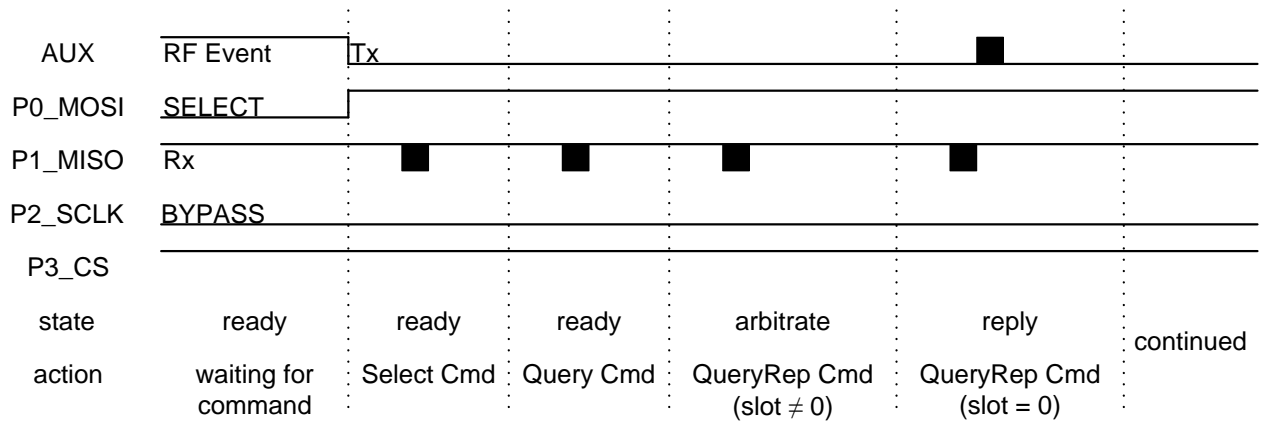 AUX RF Event Tx
P0_MOSI SELECT
P1_MISO Rx
P2_SCLK BYPASS
P3_CS
state ready ready ready arbitrate reply
continued
action waiting for Select Cmd Query Cmd QueryRep Cmd QueryRep Cmd
command (slot ≠ 0) (slot = 0)